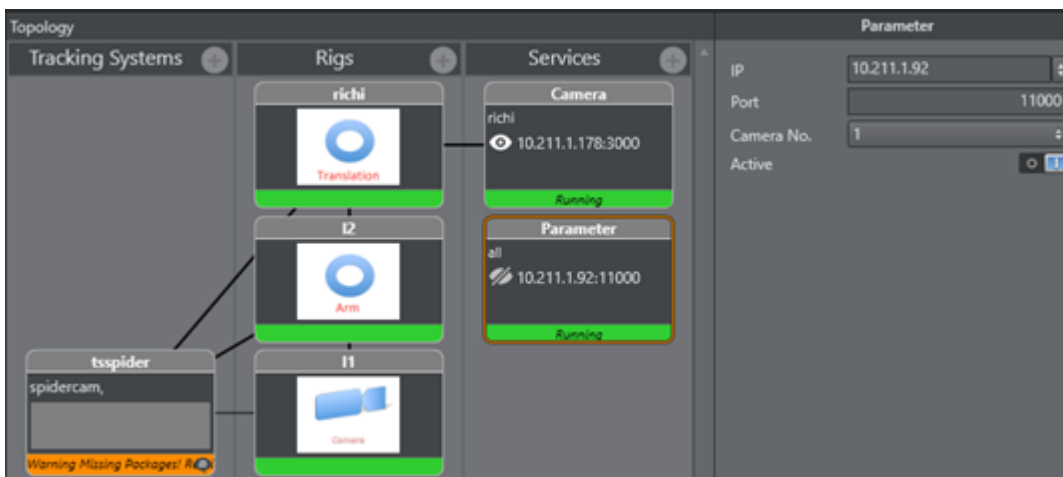 Topology
Tracking Systems
tsspider
spidercam,
Warning Missing Packages!
Rigs
richi
Translation
l2
Arm
l1
Camera
Services
Camera
richi
10.211.1.178:3000
Running
Parameter
all
10.211.1.92:11000
Running
Parameter
IP 10.211.1.92
Port 11000
Camera No. 1
Active